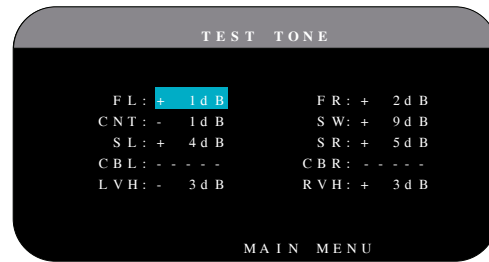 TEST TONE
FL: + 1dB FR: + 2dB
CNT: - 1dB SW: + 9dB
SL: + 4dB SR: + 5dB
CBL: - - - - - CBR: - - - - -
LVH: - 3dB RVH: + 3dB
MAIN MENU